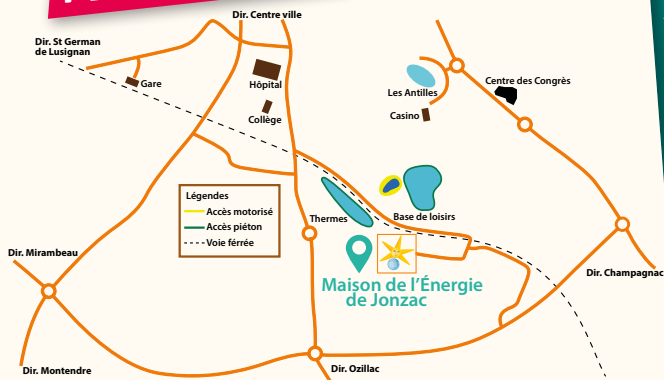 Dir. Centre ville
Dir. St German
de Lusignan
Gare
Hôpital
Collège
Les Antilles
Centre des Congrès
Casino
Légendes
Accès motorisé
Accès piéton
Voie férrée
Thermes
Base de loisirs
Dir. Mirambeau
Dir. Champagnac
Maison de l'Énergie
de Jonzac
Dir. Montendre
Dir. Ozillac